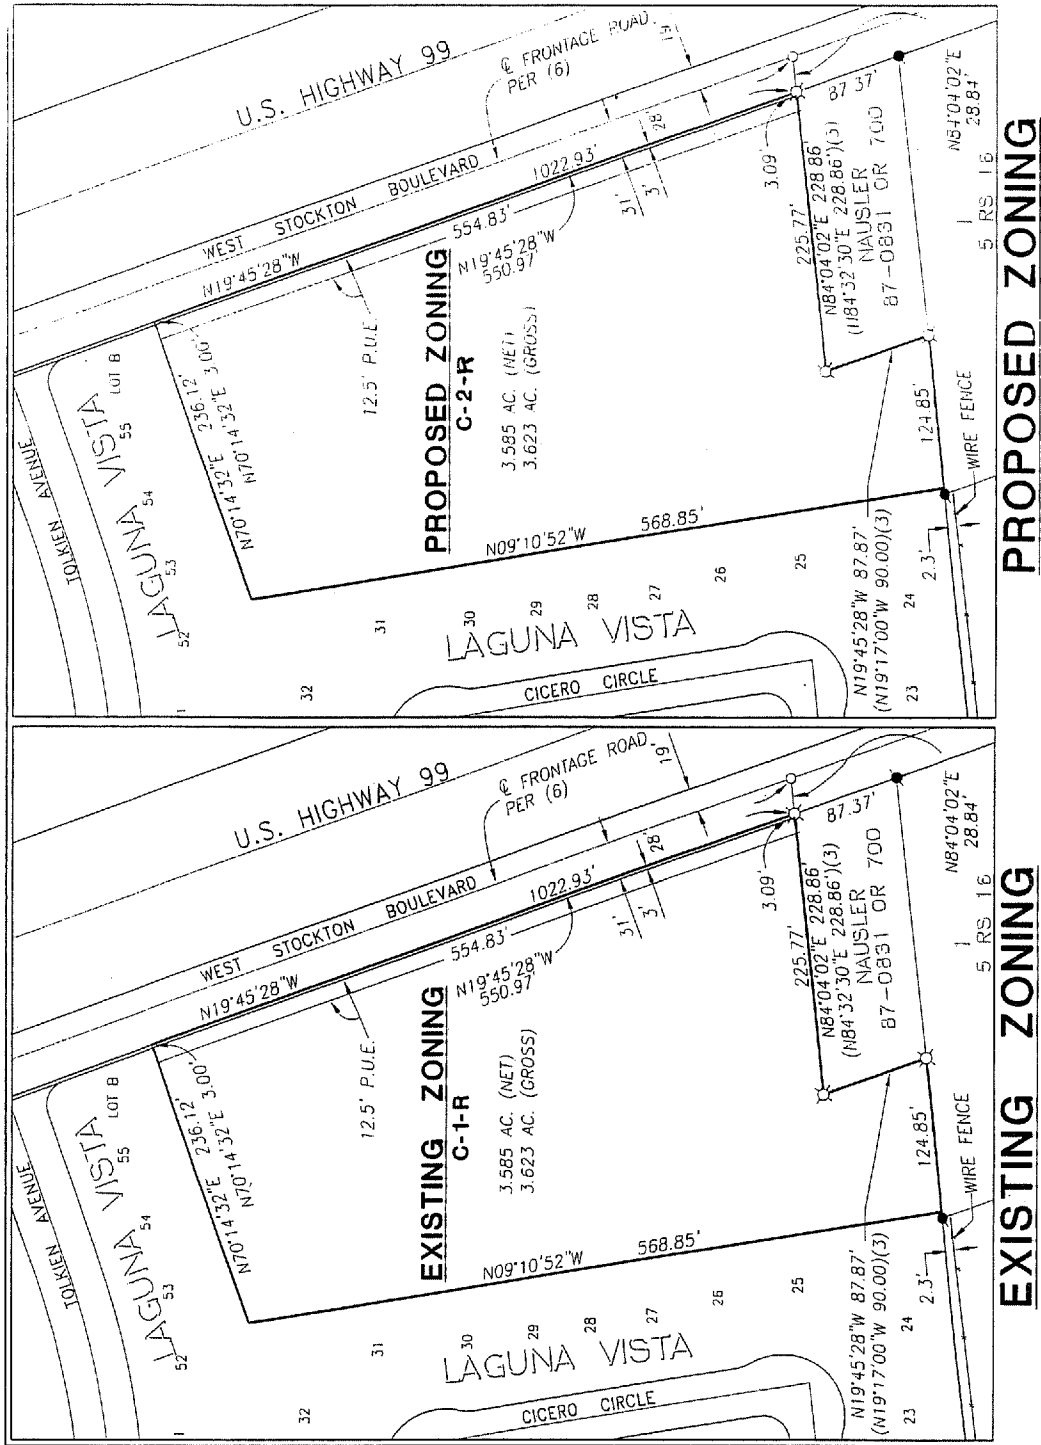 U.S. HIGHWAY 99
℄ FRONTAGE ROAD
PER (6)
19'
WEST STOCKTON BOULEVARD
N19°45'28"W
1022.93'
554.83'
N19°45'28"W
550.97'
28'
31'
3'
3.09'
87.37'
TOLKIEN AVENUE
LAGUNA VISTA
LOT B
55
54
53
52
1
236.12'
N70°14'32"E
N70°14'32"E 3.00'
12.5' P.U.E.
PROPOSED ZONING
C-2-R
3.585 AC. (NET)
3.623 AC. (GROSS)
225.77'
N84°04'02"E 228.86'
(N84°32'30"E 228.86')(3)
NAUSLER
87-0831 OR 700
N84°04'02"E
28.84'
5 RS 16
1
N09°10'52"W 568.85'
124.85'
WIRE FENCE
2.3'
N19°45'28"W 87.87'
(N19°17'00"W 90.00)(3)
32
31
30
29
28
27
26
25
24
23
LAGUNA VISTA
CICERO CIRCLE
PROPOSED ZONING
U.S. HIGHWAY 99
℄ FRONTAGE ROAD
PER (6)
19'
WEST STOCKTON BOULEVARD
N19°45'28"W
1022.93'
554.83'
N19°45'28"W
550.97'
28'
31'
3'
3.09'
87.37'
TOLKIEN AVENUE
LAGUNA VISTA
LOT B
55
54
53
52
1
236.12'
N70°14'32"E
N70°14'32"E 3.00'
12.5' P.U.E.
EXISTING ZONING
C-1-R
3.585 AC. (NET)
3.623 AC. (GROSS)
225.77'
N84°04'02"E 228.86'
(N84°32'30"E 228.86')(3)
NAUSLER
87-0831 OR 700
N84°04'02"E
28.84'
5 RS 16
1
N09°10'52"W 568.85'
124.85'
WIRE FENCE
2.3'
N19°45'28"W 87.87'
(N19°17'00"W 90.00)(3)
32
31
30
29
28
27
26
25
24
23
LAGUNA VISTA
CICERO CIRCLE
EXISTING ZONING